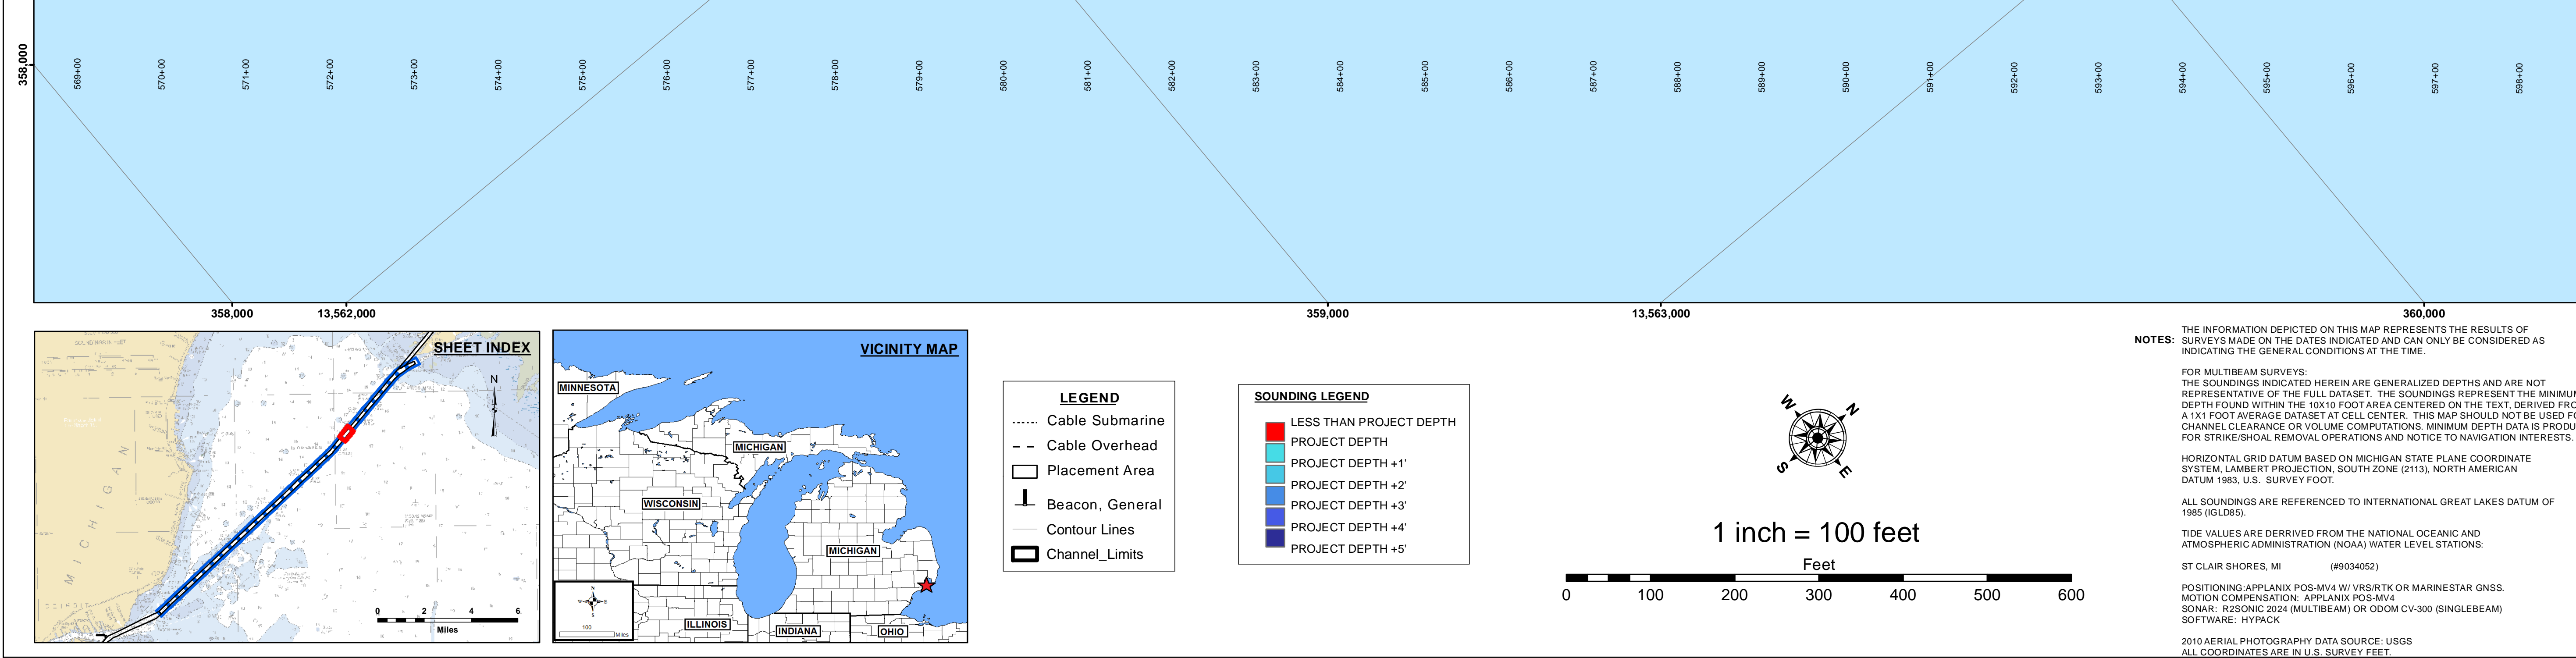 358,000
569+00 570+00 571+00 572+00 573+00 574+00 575+00 576+00 577+00 578+00 579+00 580+00 581+00 582+00 583+00 584+00 585+00 586+00 587+00 588+00 589+00 590+00 591+00 592+00 593+00 594+00 595+00 596+00 597+00 598+00
358,000 13,562,000 359,000 13,563,000 360,000
SHEET INDEX
N
MICHIGAN
0 2 4 6
Miles
VICINITY MAP
MINNESOTA
MICHIGAN
WISCONSIN
MICHIGAN
ILLINOIS
INDIANA
OHIO
N
W E
S
100
Miles
LEGEND
Cable Submarine
Cable Overhead
Placement Area
Beacon, General
Contour Lines
Channel_Limits
SOUNDING LEGEND
LESS THAN PROJECT DEPTH
PROJECT DEPTH
PROJECT DEPTH +1'
PROJECT DEPTH +2'
PROJECT DEPTH +3'
PROJECT DEPTH +4'
PROJECT DEPTH +5'
W N
S E
1 inch = 100 feet
Feet
0 100 200 300 400 500 600
NOTES:
THE INFORMATION DEPICTED ON THIS MAP REPRESENTS THE RESULTS OF
SURVEYS MADE ON THE DATES INDICATED AND CAN ONLY BE CONSIDERED AS
INDICATING THE GENERAL CONDITIONS AT THE TIME.
FOR MULTIBEAM SURVEYS:
THE SOUNDINGS INDICATED HEREIN ARE GENERALIZED DEPTHS AND ARE NOT
REPRESENTATIVE OF THE FULL DATASET. THE SOUNDINGS REPRESENT THE MINIMUM
DEPTH FOUND WITHIN THE 10X10 FOOT AREA CENTERED ON THE TEXT, DERIVED FRO
A 1X1 FOOT AVERAGE DATASET AT CELL CENTER. THIS MAP SHOULD NOT BE USED FO
CHANNEL CLEARANCE OR VOLUME COMPUTATIONS. MINIMUM DEPTH DATA IS PRODU
FOR STRIKE/SHOAL REMOVAL OPERATIONS AND NOTICE TO NAVIGATION INTERESTS.
HORIZONTAL GRID DATUM BASED ON MICHIGAN STATE PLANE COORDINATE
SYSTEM, LAMBERT PROJECTION, SOUTH ZONE (2113), NORTH AMERICAN
DATUM 1983, U.S. SURVEY FOOT.
ALL SOUNDINGS ARE REFERENCED TO INTERNATIONAL GREAT LAKES DATUM OF
1985 (IGLD85).
TIDE VALUES ARE DERRIVED FROM THE NATIONAL OCEANIC AND
ATMOSPHERIC ADMINISTRATION (NOAA) WATER LEVEL STATIONS:
ST CLAIR SHORES, MI (#9034052)
POSITIONING:APPLANIX POS-MV4 W/ VRS/RTK OR MARINESTAR GNSS.
MOTION COMPENSATION: APPLANIX POS-MV4
SONAR: R2SONIC 2024 (MULTIBEAM) OR ODOM CV-300 (SINGLEBEAM)
SOFTWARE: HYPACK
2010 AERIAL PHOTOGRAPHY DATA SOURCE: USGS
ALL COORDINATES ARE IN U.S. SURVEY FEET.